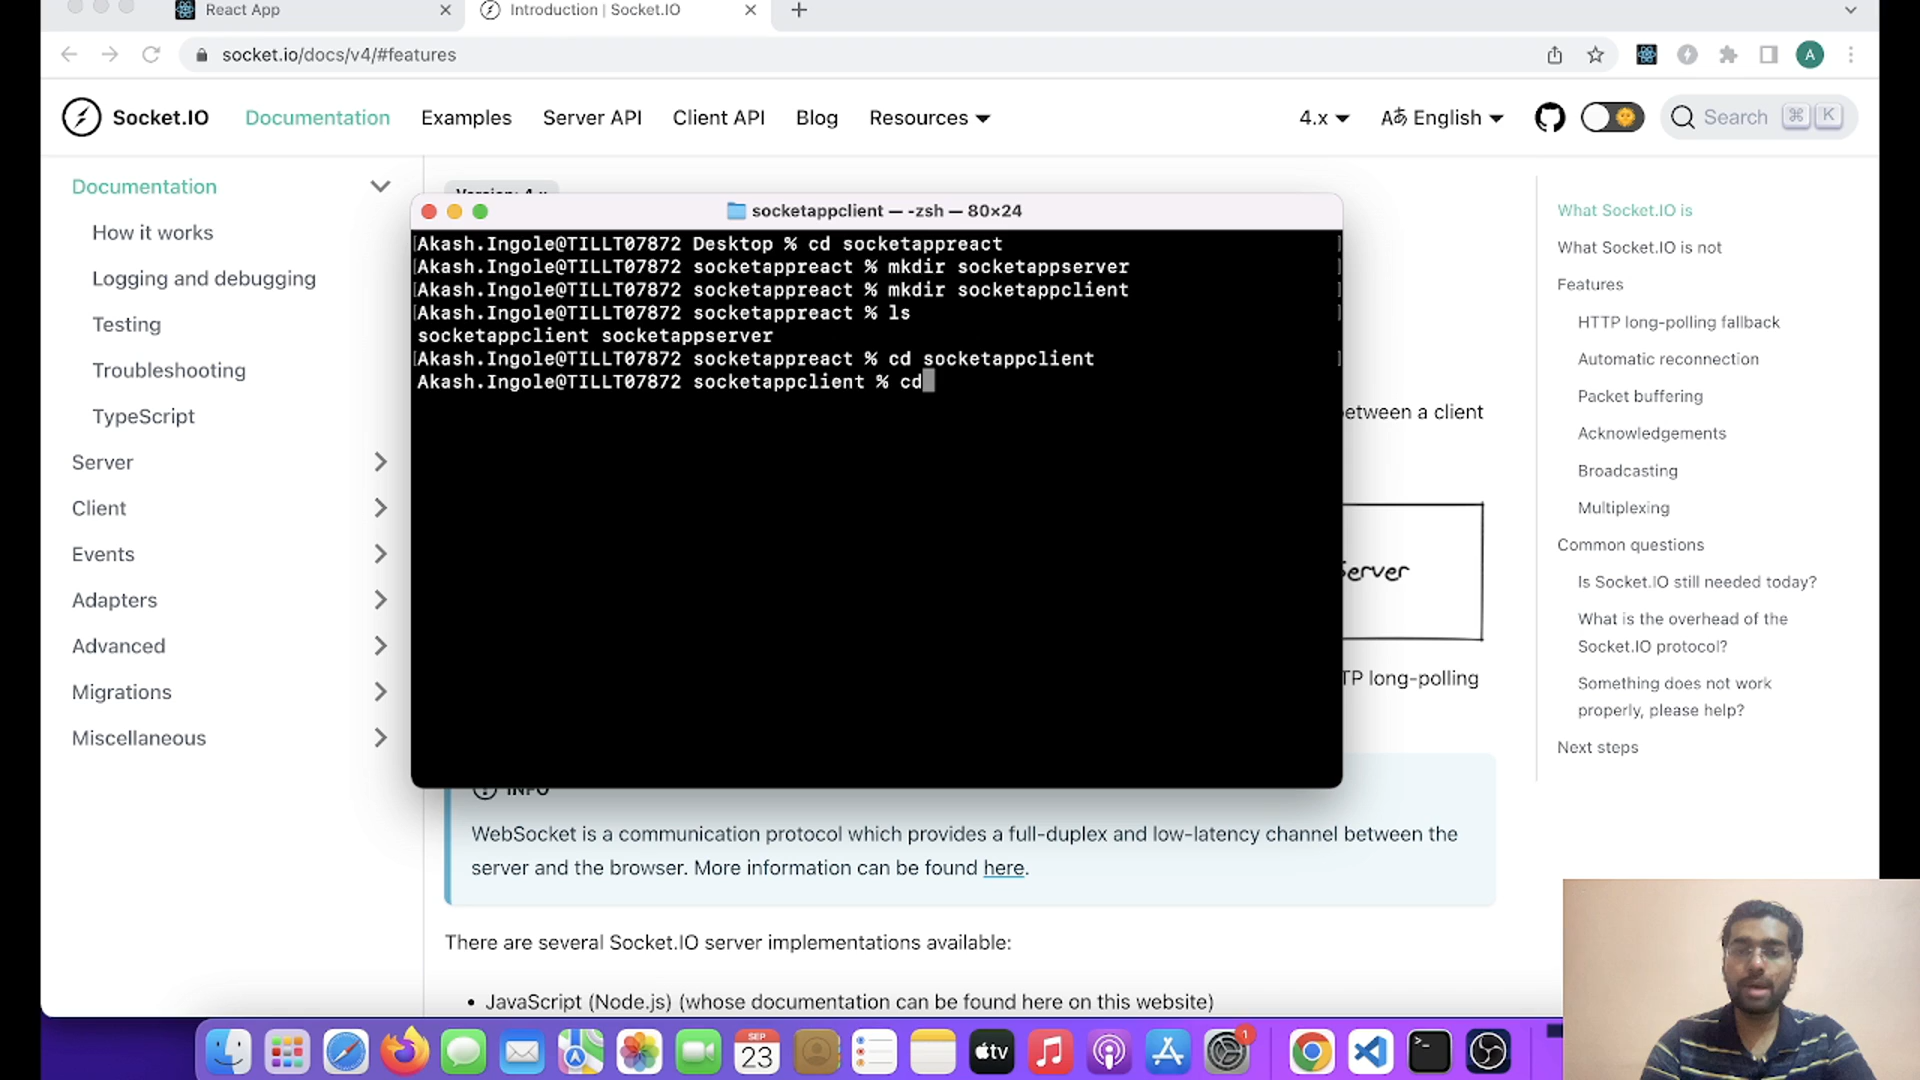 React App
Introduction | Socket.IO
socket.io/docs/v4/#features
A
Socket.IO
Documentation
Examples
Server API
Client API
Blog
Resources
4.x
English
Search
⌘ K
Documentation
How it works
Logging and debugging
Testing
Troubleshooting
TypeScript
Server
Client
Events
Adapters
Advanced
Migrations
Miscellaneous
socketappclient — -zsh — 80×24
[Akash.Ingole@TILLT07872 Desktop % cd socketappreact ]
[Akash.Ingole@TILLT07872 socketappreact % mkdir socketappserver ]
[Akash.Ingole@TILLT07872 socketappreact % mkdir socketappclient ]
[Akash.Ingole@TILLT07872 socketappreact % ls ]
socketappclient socketappserver
[Akash.Ingole@TILLT07872 socketappreact % cd socketappclient ]
Akash.Ingole@TILLT07872 socketappclient % cd
between a client
Server
long-polling
INFO
WebSocket is a communication protocol which provides a full-duplex and low-latency channel between the
server and the browser. More information can be found here.
There are several Socket.IO server implementations available:
• JavaScript (Node.js) (whose documentation can be found here on this website)
What Socket.IO is
What Socket.IO is not
Features
HTTP long-polling fallback
Automatic reconnection
Packet buffering
Acknowledgements
Broadcasting
Multiplexing
Common questions
Is Socket.IO still needed today?
What is the overhead of the
Socket.IO protocol?
Something does not work
properly, please help?
Next steps
SEP
23
tv
1